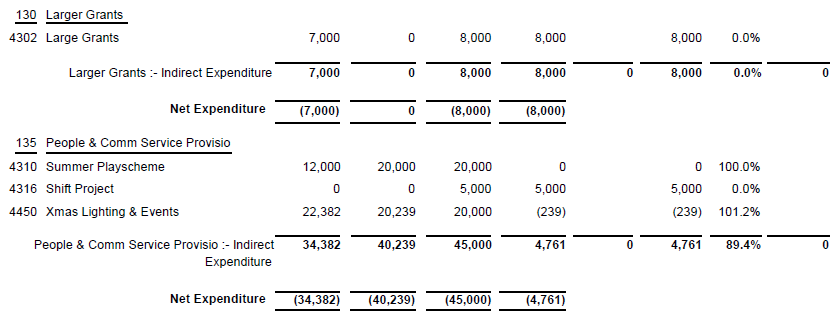 130 Larger Grants
4302 Large Grants 7,000 0 8,000 8,000 8,000 0.0%
Larger Grants :- Indirect Expenditure 7,000 0 8,000 8,000 0 8,000 0.0% 0
Net Expenditure (7,000) 0 (8,000) (8,000)
135 People & Comm Service Provisio
4310 Summer Playscheme 12,000 20,000 20,000 0 0 100.0%
4316 Shift Project 0 0 5,000 5,000 5,000 0.0%
4450 Xmas Lighting & Events 22,382 20,239 20,000 (239) (239) 101.2%
People & Comm Service Provisio :- Indirect 34,382 40,239 45,000 4,761 0 4,761 89.4% 0
Expenditure
Net Expenditure (34,382) (40,239) (45,000) (4,761)